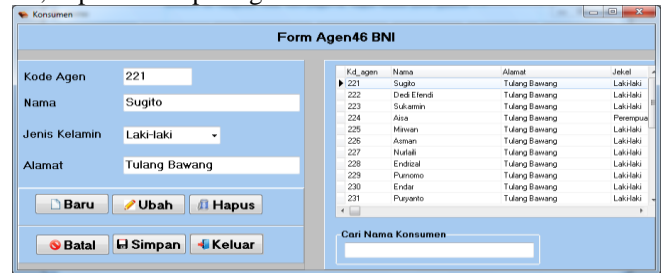 Konsumen
Form Agen46 BNI
Kode Agen 221
Nama Sugito
Jenis Kelamin Laki-laki
Alamat Tulang Bawang
Baru Ubah Hapus
Batal Simpan Keluar
Kd_agen Nama Alamat Jekel
221 Sugito Tulang Bawang Laki-laki
222 Dedi Efendi Tulang Bawang Laki-laki
223 Sukamin Tulang Bawang Laki-laki
224 Aisa Tulang Bawang Perempua
225 Mirwan Tulang Bawang Laki-laki
226 Asman Tulang Bawang Laki-laki
227 Nurlaili Tulang Bawang Laki-laki
228 Endrizal Tulang Bawang Laki-laki
229 Purnomo Tulang Bawang Laki-laki
230 Endar Tulang Bawang Laki-laki
231 Puryanto Tulang Bawang Laki-laki
Cari Nama Konsumen